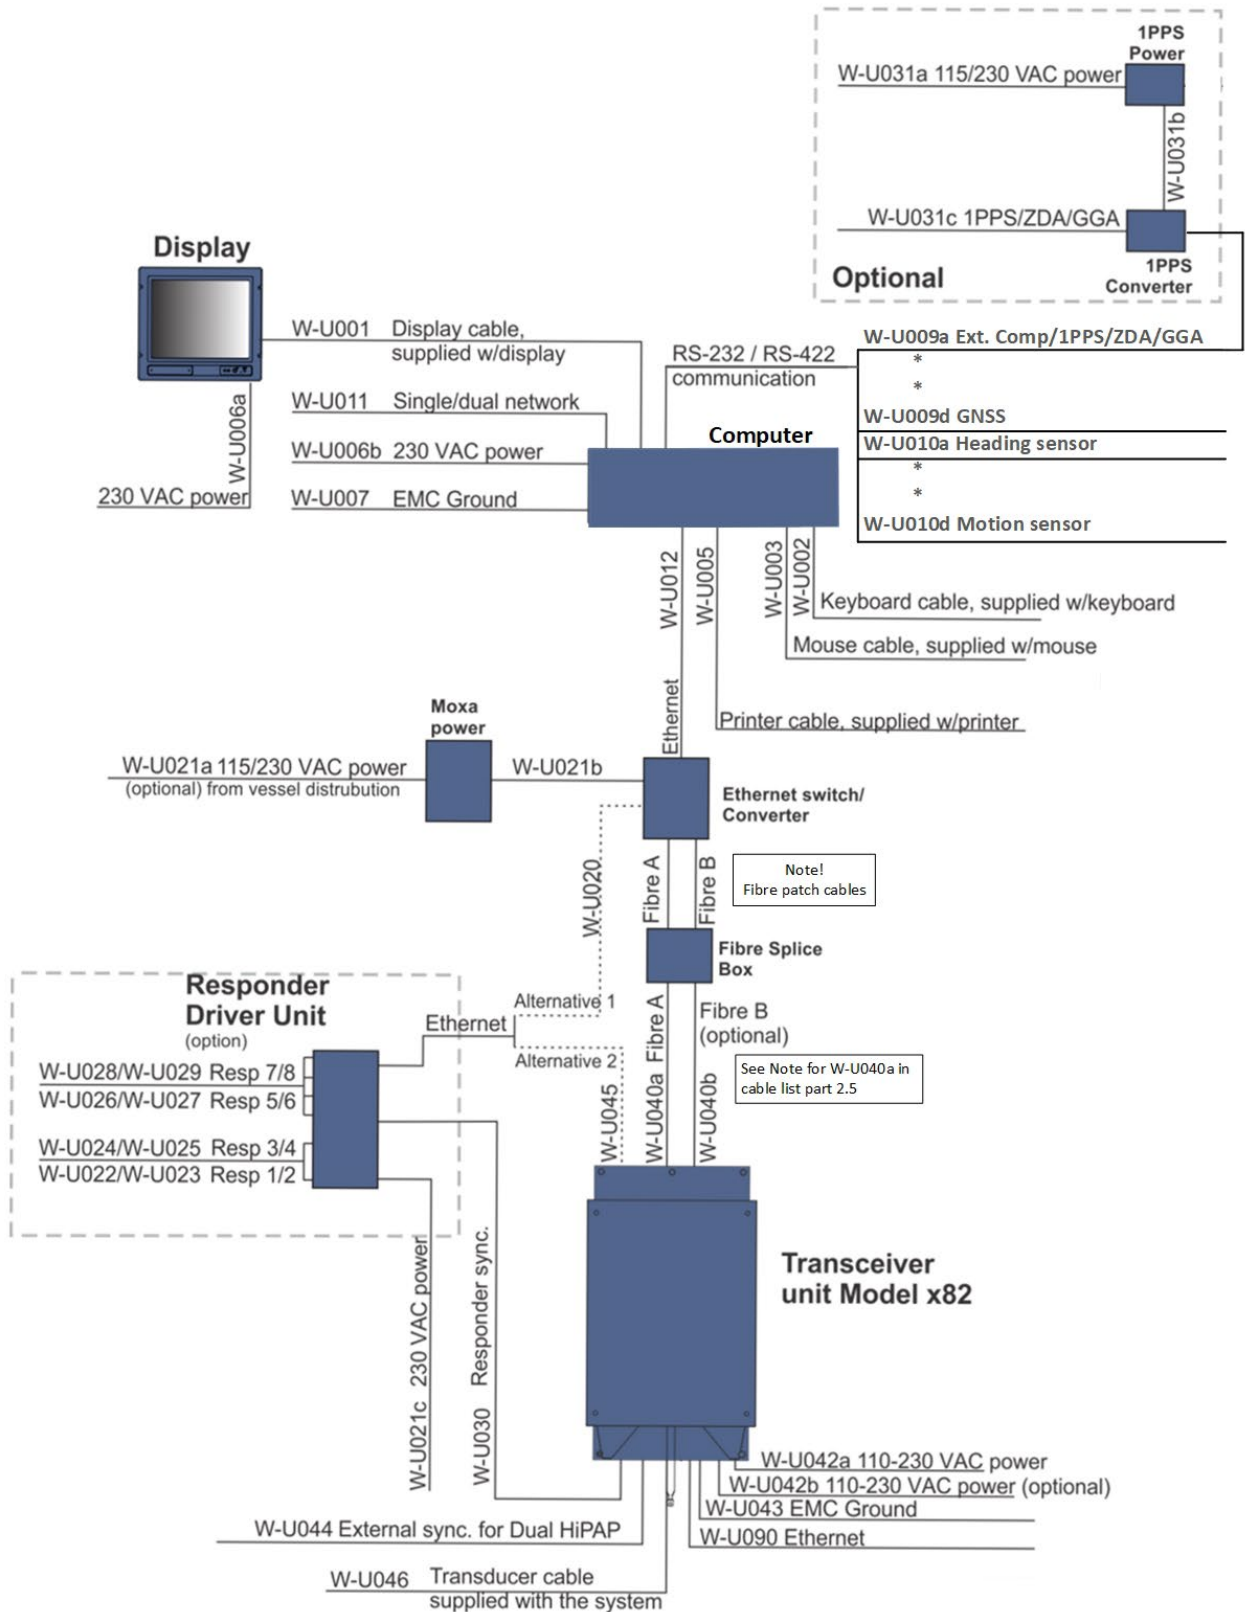 1PPS
Power
W-U031a 115/230 VAC power
W-U031b
W-U031c 1PPS/ZDA/GGA
1PPS
Converter
Optional
Display
W-U001 Display cable,
supplied w/display
W-U006a
230 VAC power
W-U011 Single/dual network
W-U006b 230 VAC power
W-U007 EMC Ground
RS-232 / RS-422
communication
Computer
W-U009a Ext. Comp/1PPS/ZDA/GGA
*
*
W-U009d GNSS
W-U010a Heading sensor
*
*
W-U010d Motion sensor
W-U012
Ethernet
W-U005
W-U003
W-U002
Keyboard cable, supplied w/keyboard
Mouse cable, supplied w/mouse
Printer cable, supplied w/printer
Moxa
power
W-U021a 115/230 VAC power
(optional) from vessel distrubution
W-U021b
Ethernet switch/
Converter
W-U020
Fibre A
Fibre B
Note!
Fibre patch cables
Fibre Splice
Box
Responder
Driver Unit
(option)
Ethernet
Alternative 1
Alternative 2
W-U028/W-U029 Resp 7/8
W-U026/W-U027 Resp 5/6
W-U024/W-U025 Resp 3/4
W-U022/W-U023 Resp 1/2
W-U045
W-U040a Fibre A
Fibre B
(optional)
W-U040b
See Note for W-U040a in
cable list part 2.5
W-U021c 230 VAC power
W-U030 Responder sync.
Transceiver
unit Model x82
W-U042a 110-230 VAC power
W-U042b 110-230 VAC power (optional)
W-U043 EMC Ground
W-U090 Ethernet
W-U044 External sync. for Dual HiPAP
W-U046 Transducer cable
supplied with the system